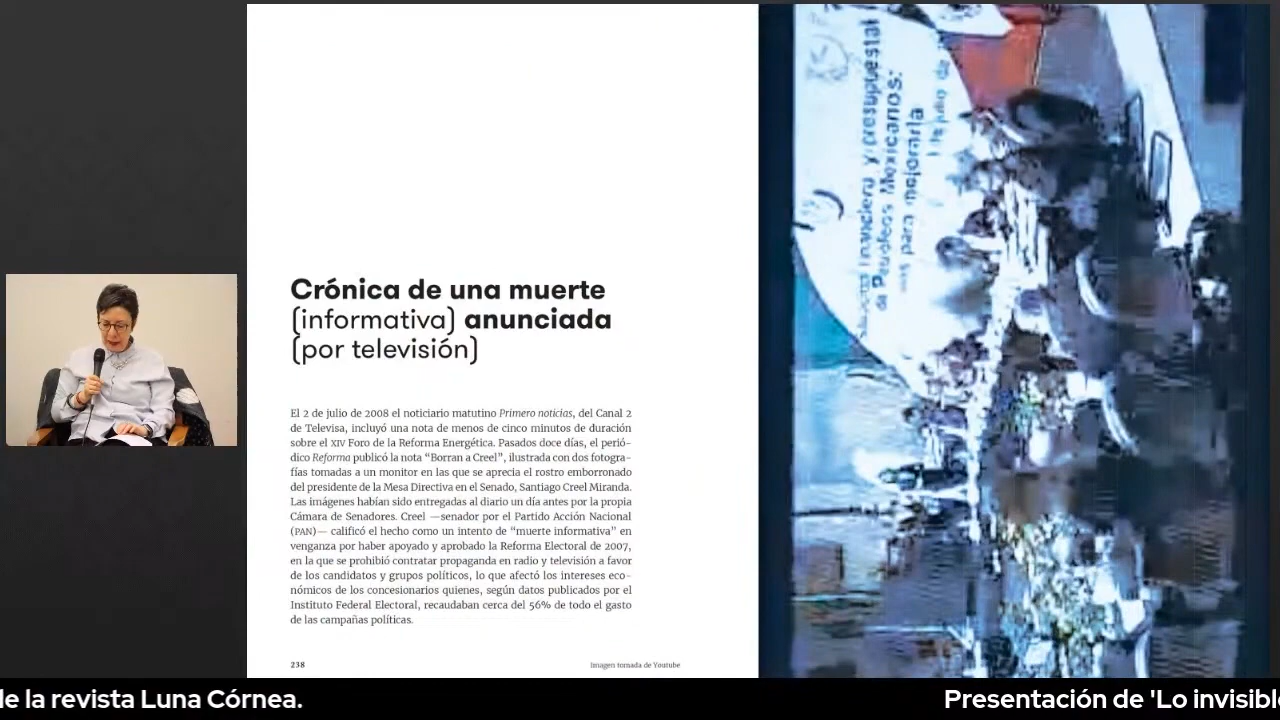 Crónica de una muerte
(informativa) anunciada
(por televisión)
El 2 de julio de 2008 el noticiario matutino Primero noticias, del Canal 2
de Televisa, incluyó una nota de menos de cinco minutos de duración
sobre el XIV Foro de la Reforma Energética. Pasados doce días, el perió-
dico Reforma publicó la nota “Borran a Creel”, ilustrada con dos fotogra-
fías tomadas a un monitor en las que se aprecia el rostro emborronado
del presidente de la Mesa Directiva en el Senado, Santiago Creel Miranda.
Las imágenes habían sido entregadas al diario un día antes por la propia
Cámara de Senadores. Creel —senador por el Partido Acción Nacional
(PAN)— calificó el hecho como un intento de “muerte informativa” en
venganza por haber apoyado y aprobado la Reforma Electoral de 2007,
en la que se prohibió contratar propaganda en radio y televisión a favor
de los candidatos y grupos políticos, lo que afectó los intereses eco-
nómicos de los concesionarios quienes, según datos publicados por el
Instituto Federal Electoral, recaudaban cerca del 56% de todo el gasto
de las campañas políticas.
238
Imagen tomada de Youtube
financiera y presupuestal
de Petróleos Mexicanos:
para mejorarla
julio de
de la revista Luna Córnea.
Presentación de 'Lo invisible